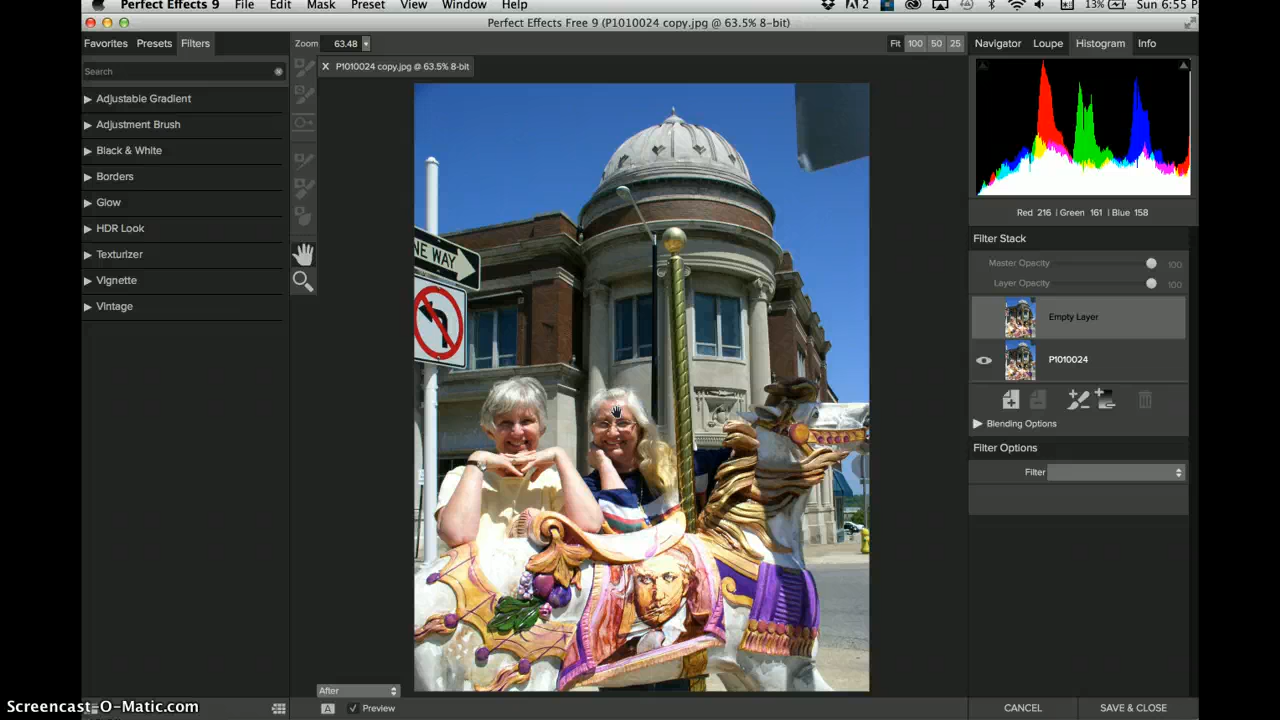 Perfect Effects 9 File Edit Mask Preset View Window Help
2 13% Sun 6:55 P
Perfect Effects Free 9 (P1010024 copy.jpg @ 63.5% 8-bit)
Favorites Presets Filters Zoom 63.48 Fit 100 50 25 Navigator Loupe Histogram Info
Search
X P1010024 copy.jpg @ 63.5% 8-bit
Adjustable Gradient
Adjustment Brush
Black & White
Borders
Glow
HDR Look
Texturizer
Vignette
Vintage
NE WAY
Red 216 | Green 161 | Blue 158
Filter Stack
Master Opacity 100
Layer Opacity 100
Empty Layer
P1010024
Blending Options
Filter Options
Filter
After
A Preview
CANCEL SAVE & CLOSE
Screencast-O-Matic.com